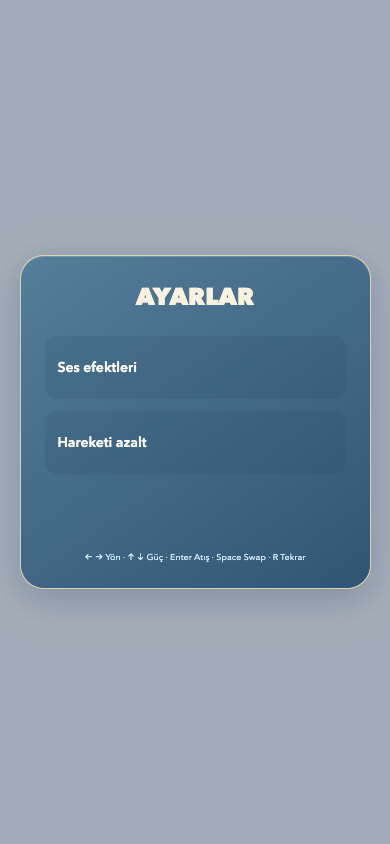 AYARLAR
Ses efektleri
Hareketi azalt
← → Yön · ↑ ↓ Güç · Enter Atış · Space Swap · R Tekrar